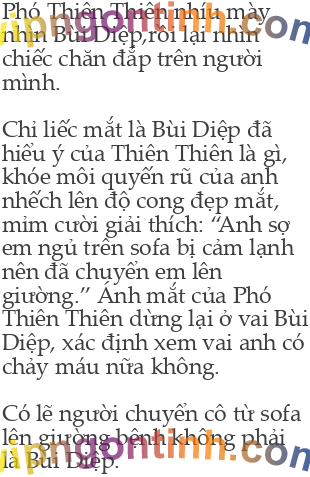 Phó Thiên Thiên nhíu mày
nhìn Bùi Diệp,rồi lại nhìn
chiếc chăn đắp trên người
mình.
Chỉ liếc mắt là Bùi Diệp đã
hiểu ý của Thiên Thiên là gì,
khóe môi quyến rũ của anh
nhếch lên độ cong đẹp mắt,
mỉm cười giải thích: “Anh sợ
em ngủ trên sofa bị cảm lạnh
nên đã chuyển em lên
giường.” Ánh mắt của Phó
Thiên Thiên dừng lại ở vai Bùi
Diệp, xác định xem vai anh có
chảy máu nữa không.
Có lẽ người chuyển cô từ sofa
lên giường bệnh không phải
là Bùi Diệp.
vipngontinh.com
vipngontinh.com